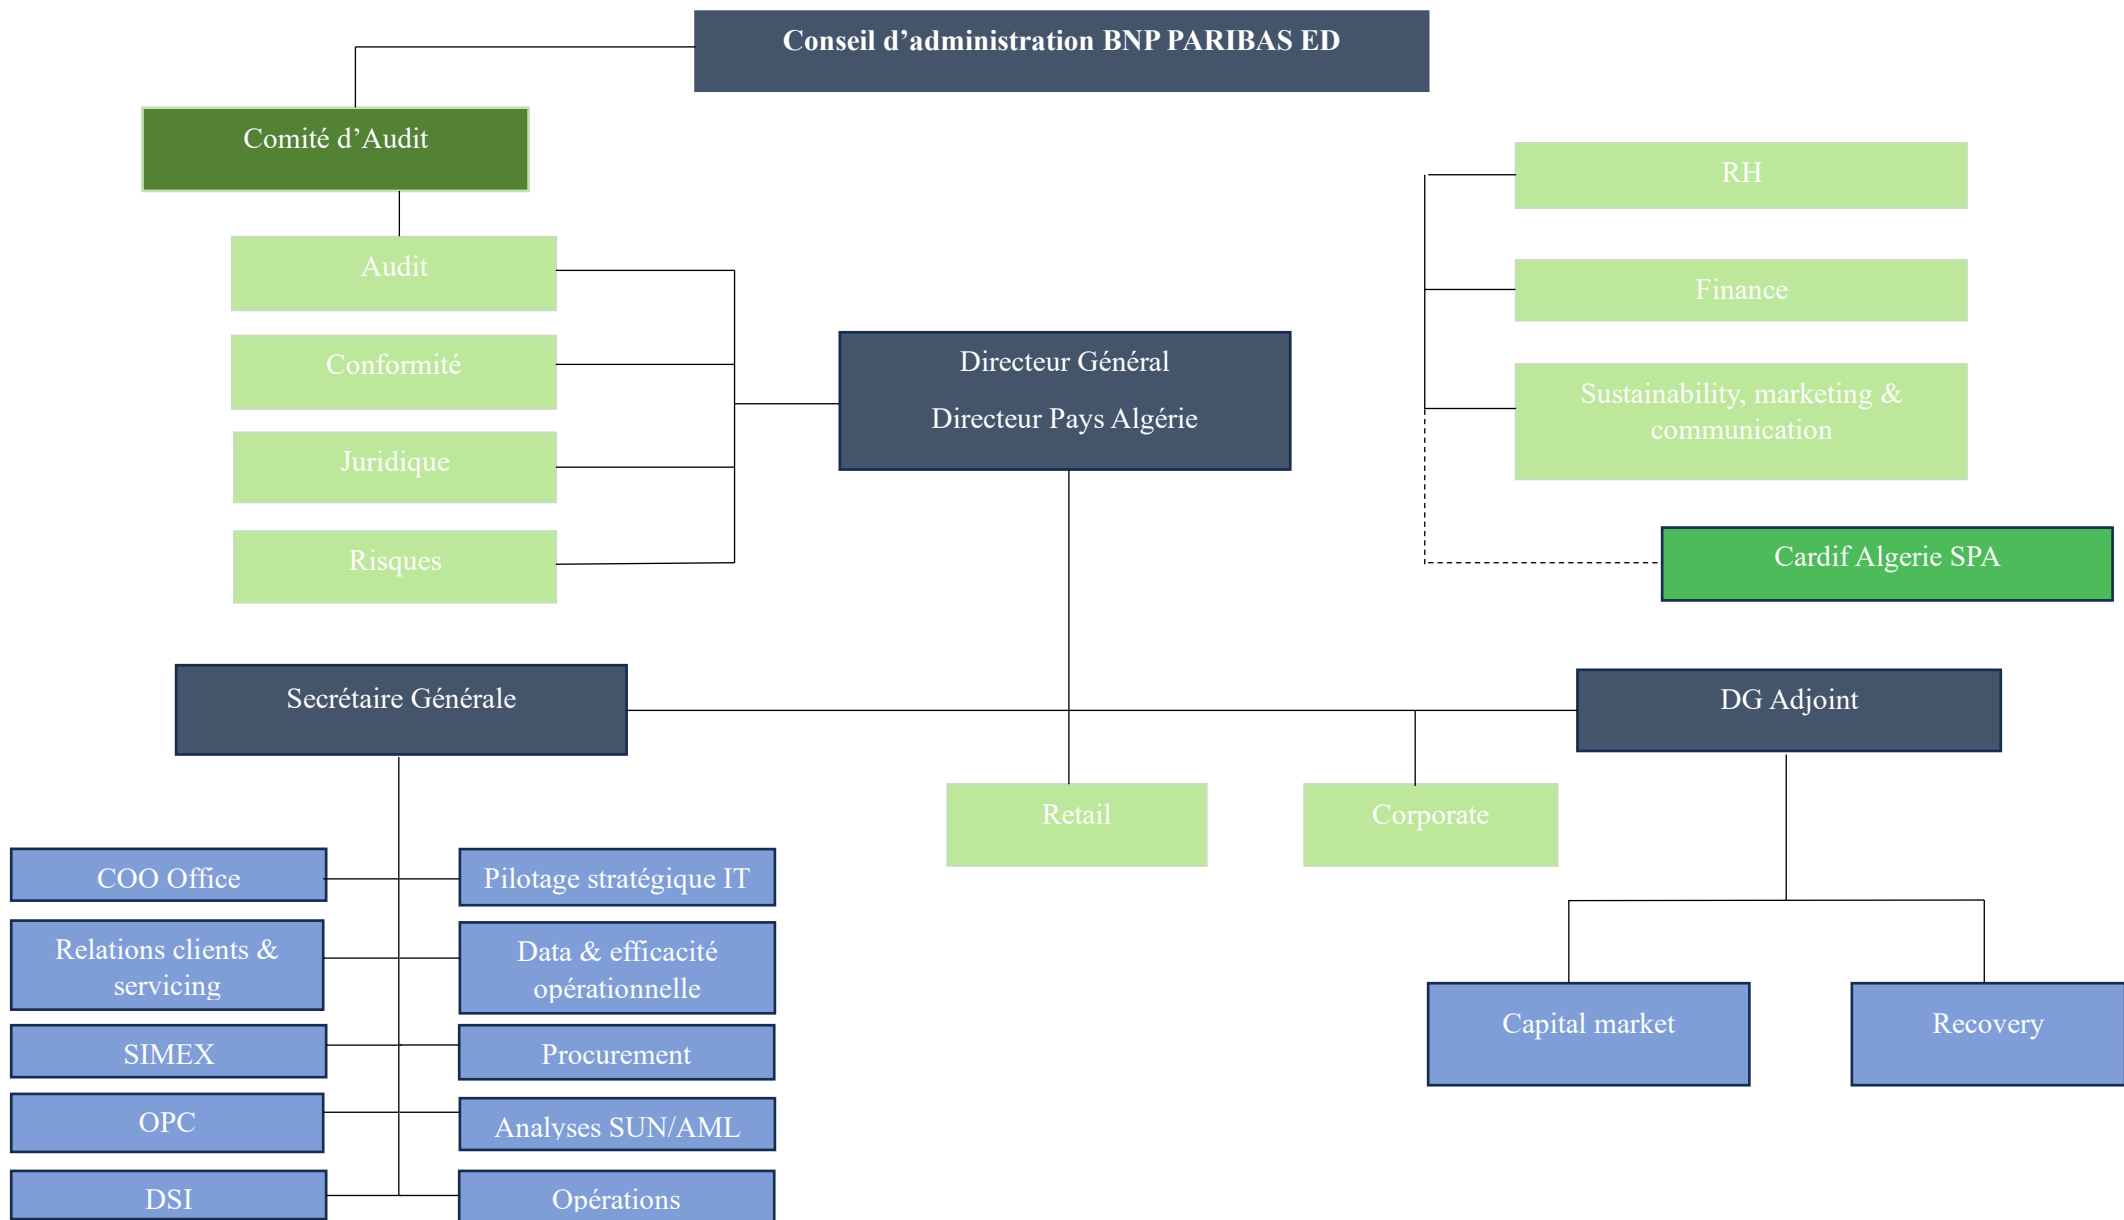 Conseil d’administration BNP PARIBAS ED
Comité d’Audit
RH
Audit
Finance
Conformité
Directeur Général
Directeur Pays Algérie
Sustainability, marketing &
communication
Juridique
Risques
Cardif Algerie SPA
Secrétaire Générale
DG Adjoint
Retail
Corporate
COO Office
Pilotage stratégique IT
Relations clients &
servicing
Data & efficacité
opérationnelle
SIMEX
Procurement
OPC
Analyses SUN/AML
DSI
Opérations
Capital market
Recovery